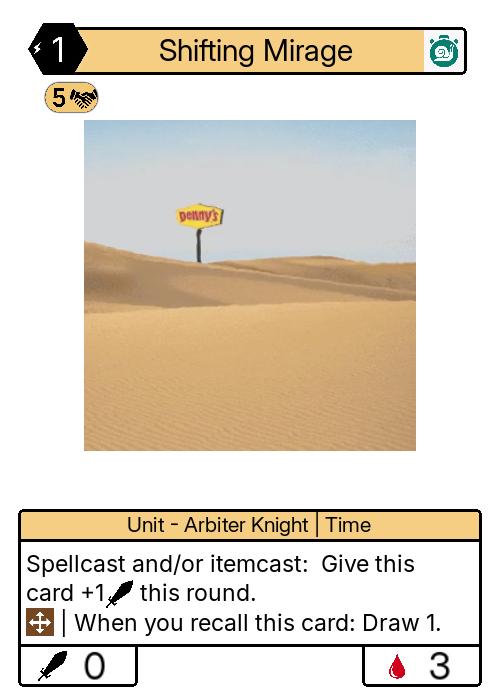 1
Shifting Mirage
5
Denny's
Unit - Arbiter Knight | Time
Spellcast and/or itemcast: Give this
card +1 this round.
| When you recall this card: Draw 1.
0
3